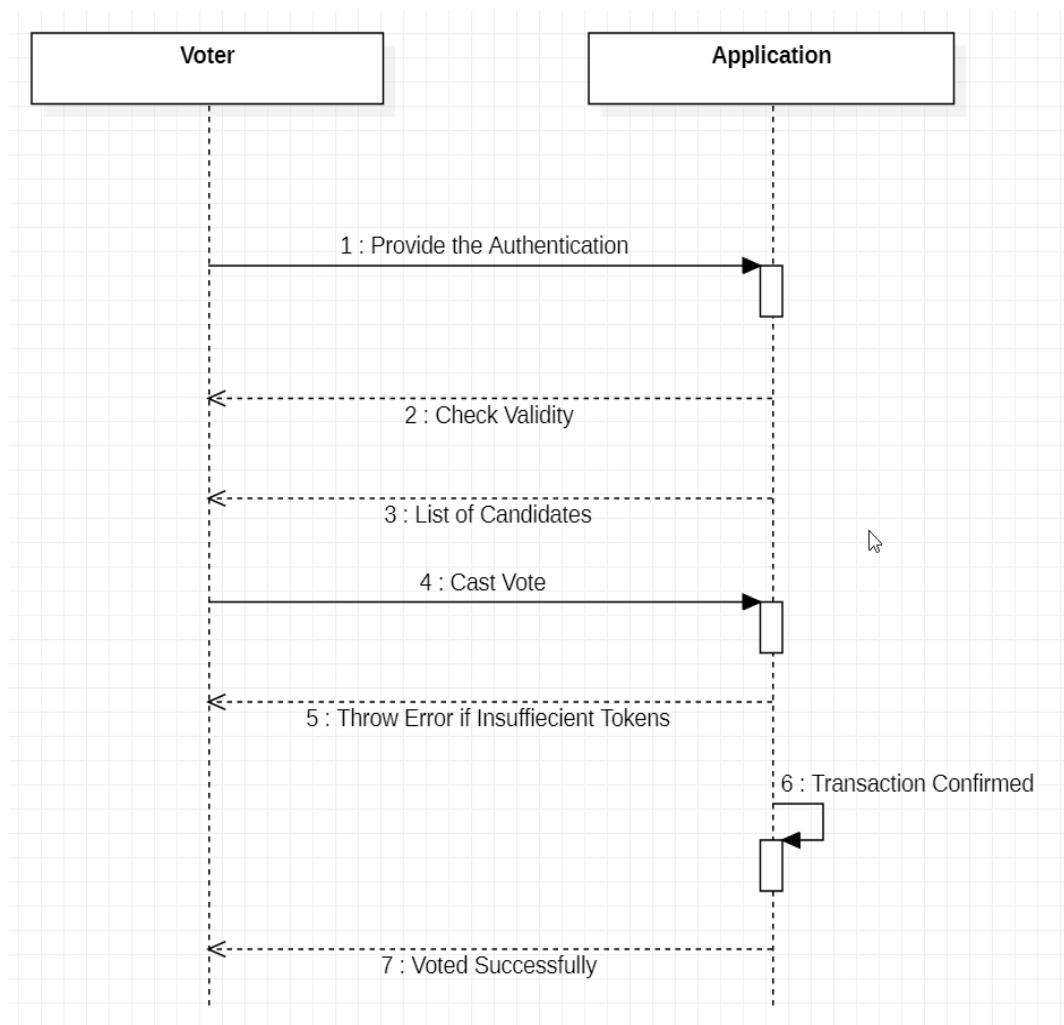 Voter
Application
1 : Provide the Authentication
2 : Check Validity
3 : List of Candidates
4 : Cast Vote
5 : Throw Error if Insuffiecient Tokens
6 : Transaction Confirmed
7 : Voted Successfully